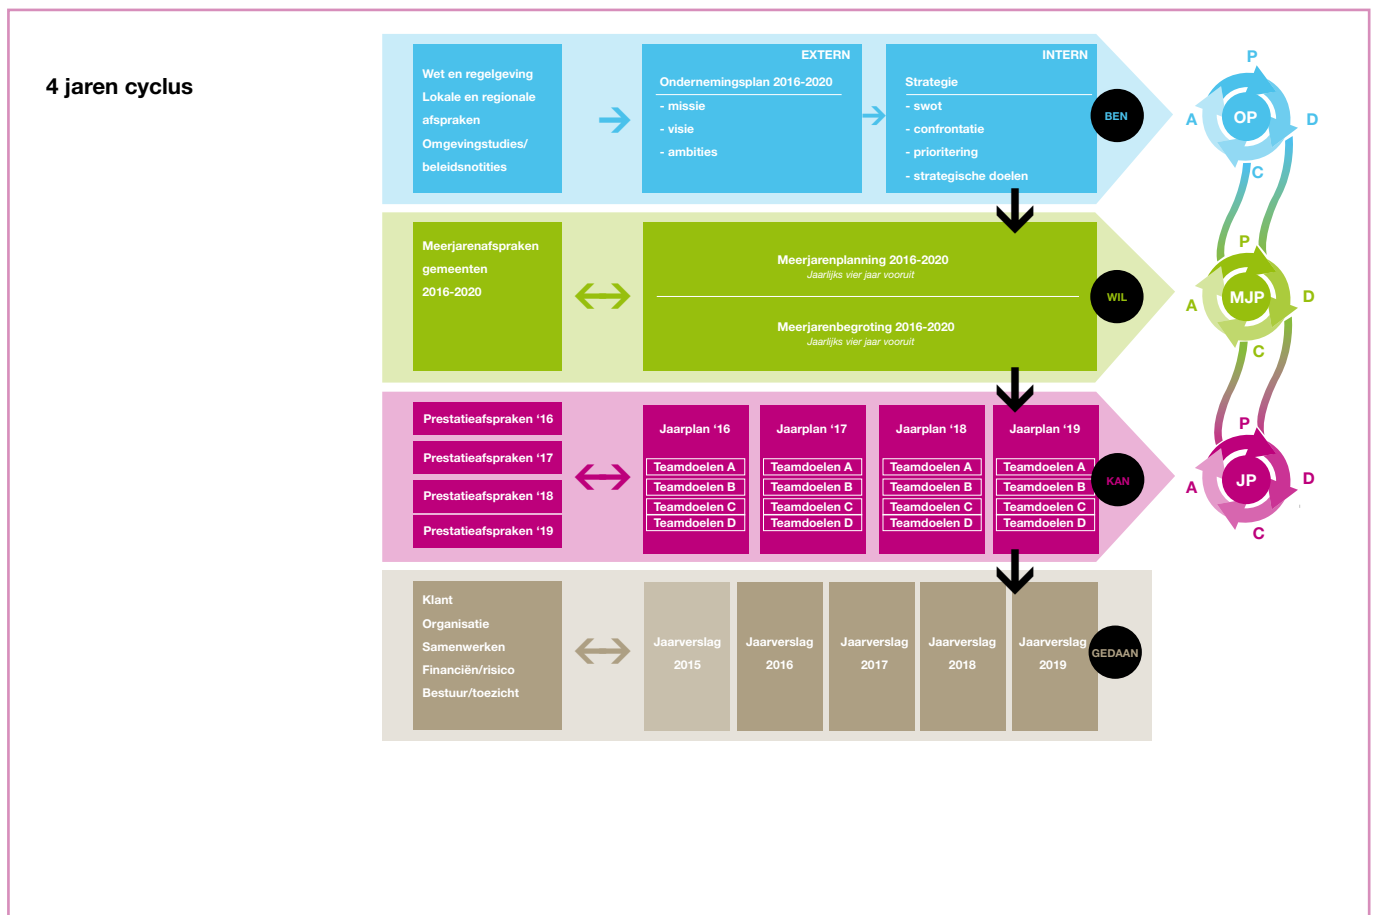 4 jaren cyclus
Wet en regelgeving
Lokale en regionale
afspraken
Omgevingstudies/
beleidsnotities
EXTERN
Ondernemingsplan 2016-2020
- missie
- visie
- ambities
INTERN
Strategie
- swot
- confrontatie
- prioritering
- strategische doelen
BEN
P
A
OP
D
C
Meerjarenafspraken
gemeenten
2016-2020
Meerjarenplanning 2016-2020
Jaarlijks vier jaar vooruit
Meerjarenbegroting 2016-2020
Jaarlijks vier jaar vooruit
WIL
P
A
MJP
D
C
Prestatieafspraken ‘16
Prestatieafspraken ‘17
Prestatieafspraken ‘18
Prestatieafspraken ‘19
Jaarplan ‘16
Teamdoelen A
Teamdoelen B
Teamdoelen C
Teamdoelen D
Jaarplan ‘17
Teamdoelen A
Teamdoelen B
Teamdoelen C
Teamdoelen D
Jaarplan ‘18
Teamdoelen A
Teamdoelen B
Teamdoelen C
Teamdoelen D
Jaarplan ‘19
Teamdoelen A
Teamdoelen B
Teamdoelen C
Teamdoelen D
KAN
P
A
JP
D
C
Klant
Organisatie
Samenwerken
Financiën/risico
Bestuur/toezicht
Jaarverslag
2015
Jaarverslag
2016
Jaarverslag
2017
Jaarverslag
2018
Jaarverslag
2019
GEDAAN